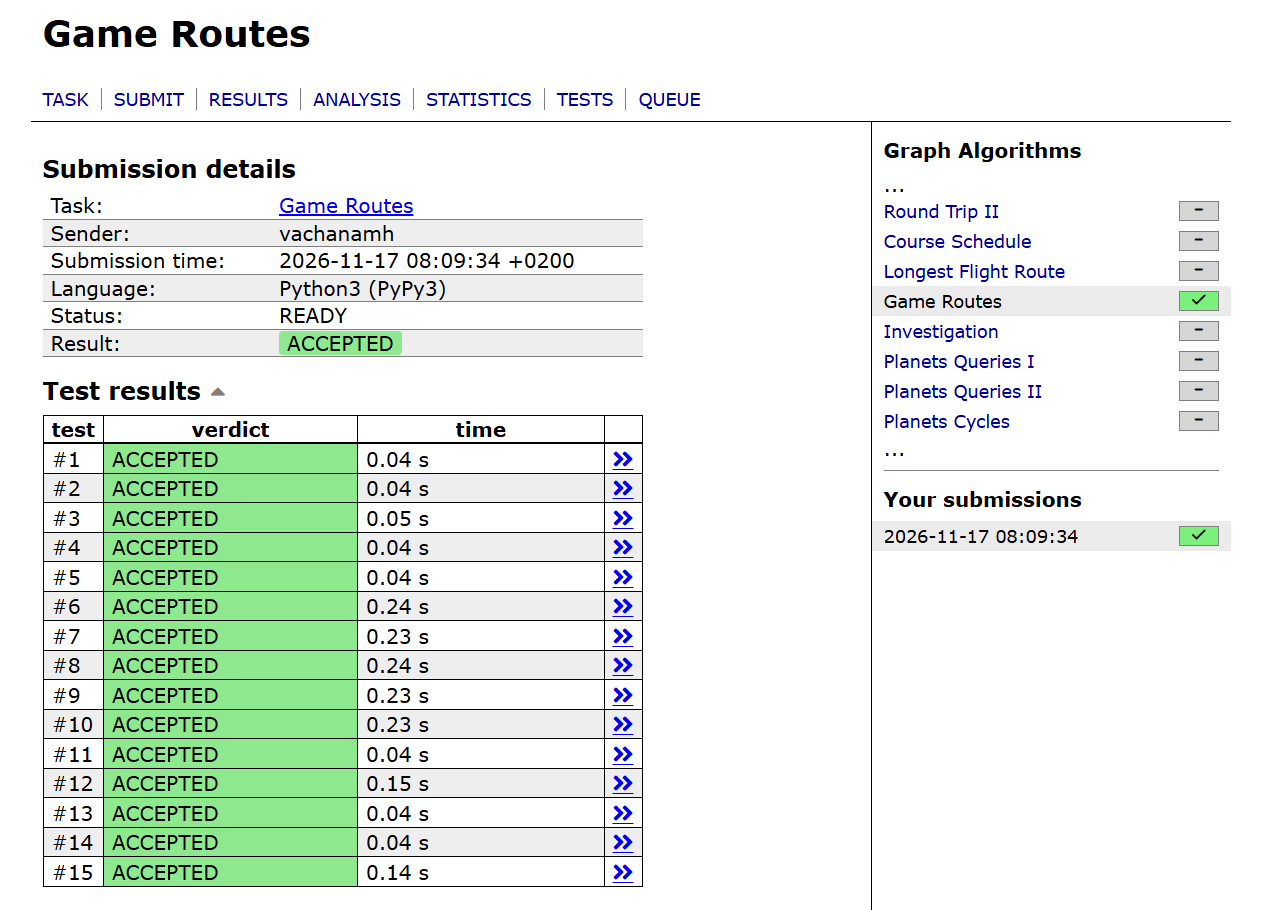 Game Routes
TASK SUBMIT RESULTS ANALYSIS STATISTICS TESTS QUEUE
Submission details
Task: Game Routes
Sender: vachanamh
Submission time: 2026-11-17 08:09:34 +0200
Language: Python3 (PyPy3)
Status: READY
Result: ACCEPTED
Test results
test verdict time
#1 ACCEPTED 0.04 s »
#2 ACCEPTED 0.04 s »
#3 ACCEPTED 0.05 s »
#4 ACCEPTED 0.04 s »
#5 ACCEPTED 0.04 s »
#6 ACCEPTED 0.24 s »
#7 ACCEPTED 0.23 s »
#8 ACCEPTED 0.24 s »
#9 ACCEPTED 0.23 s »
#10 ACCEPTED 0.23 s »
#11 ACCEPTED 0.04 s »
#12 ACCEPTED 0.15 s »
#13 ACCEPTED 0.04 s »
#14 ACCEPTED 0.04 s »
#15 ACCEPTED 0.14 s »
Graph Algorithms
...
Round Trip II -
Course Schedule -
Longest Flight Route -
Game Routes ✓
Investigation -
Planets Queries I -
Planets Queries II -
Planets Cycles -
...
Your submissions
2026-11-17 08:09:34 ✓